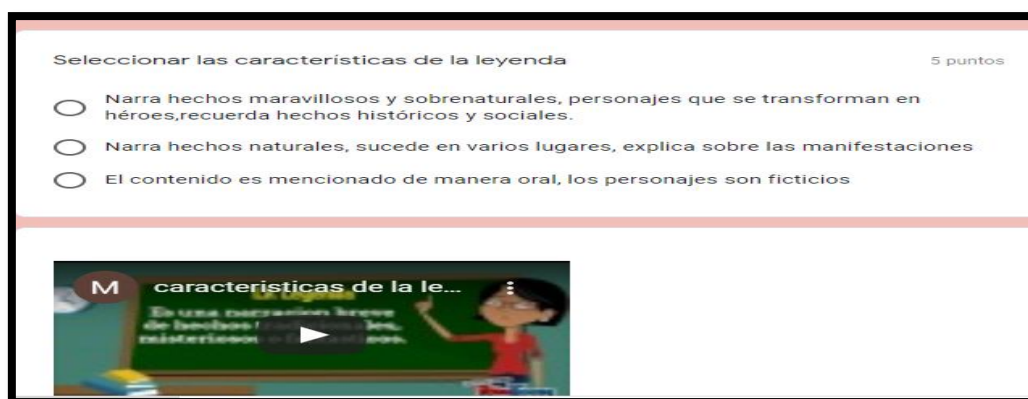 Seleccionar las características de la leyenda
5 puntos
Narra hechos maravillosos y sobrenaturales, personajes que se transforman en
héroes,recuerda hechos históricos y sociales.
Narra hechos naturales, sucede en varios lugares, explica sobre las manifestaciones
El contenido es mencionado de manera oral, los personajes son ficticios
M
caracteristicas de la le...
Es una narracion breve
de hechos
misteriosos